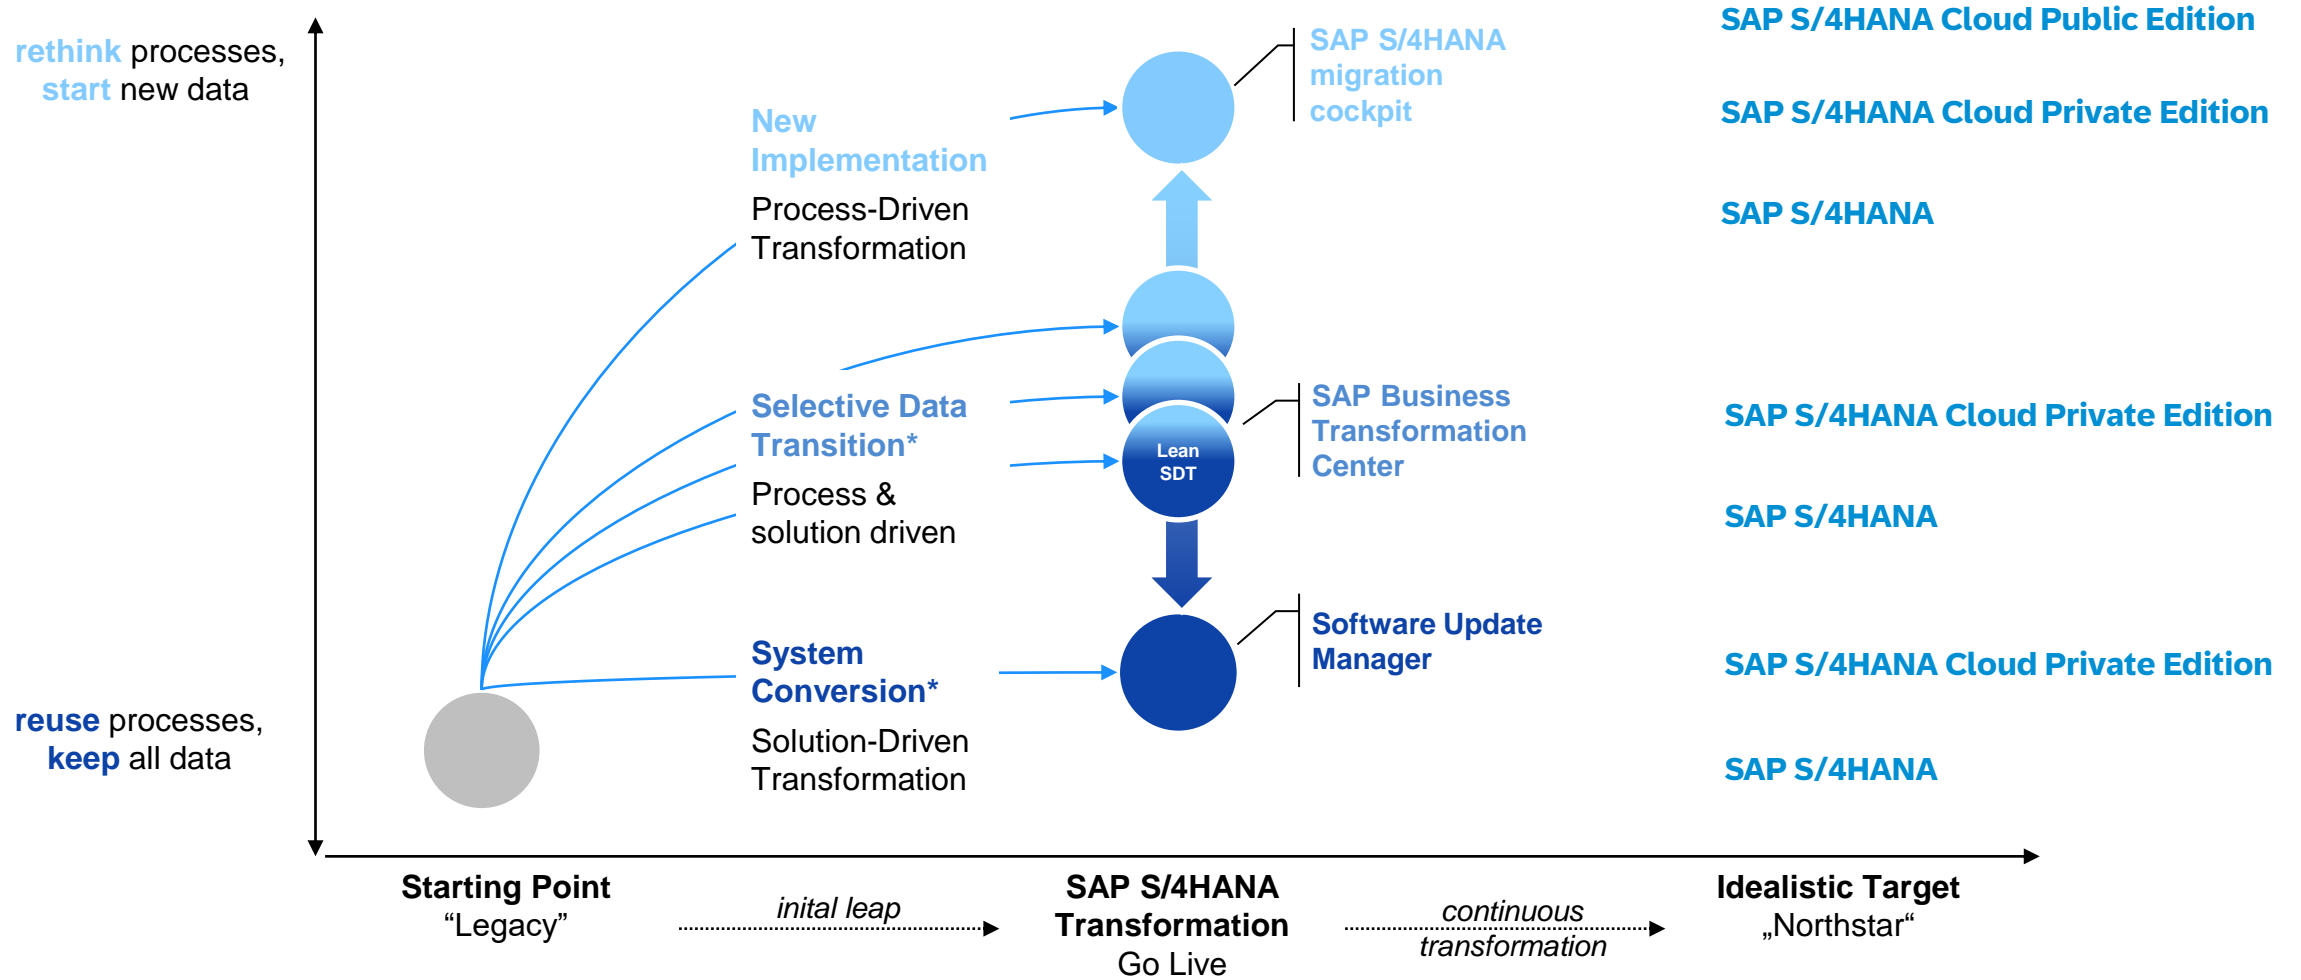 rethink processes,
start new data
New
Implementation
Process-Driven
Transformation
SAP S/4HANA
migration
cockpit
SAP S/4HANA Cloud Public Edition
SAP S/4HANA Cloud Private Edition
SAP S/4HANA
Selective Data
Transition*
Process &
solution driven
Lean
SDT
SAP Business
Transformation
Center
SAP S/4HANA Cloud Private Edition
SAP S/4HANA
reuse processes,
keep all data
System
Conversion*
Solution-Driven
Transformation
Software Update
Manager
SAP S/4HANA Cloud Private Edition
SAP S/4HANA
Starting Point
“Legacy”
inital leap
SAP S/4HANA
Transformation
Go Live
continuous
transformation
Idealistic Target
„Northstar“